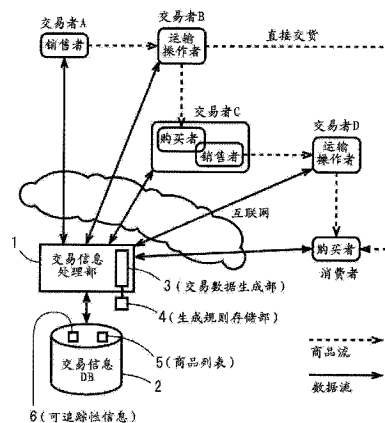 交易者A
销售者
交易者B
运输
操作者
直接交货
交易者C
购买者
销售者
交易者D
运输
操作者
互联网
购买者
消费者
1
交易信息
处理部
3(交易数据生成部)
4(生成规则存储部)
交易信息
DB
5(商品列表)
2
6(可追踪性信息)
商品流
数据流